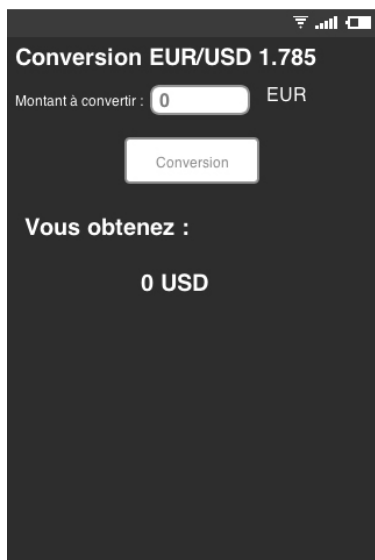 Conversion EUR/USD 1.785
Montant à convertir : 0 EUR
Conversion
Vous obtenez :
0 USD